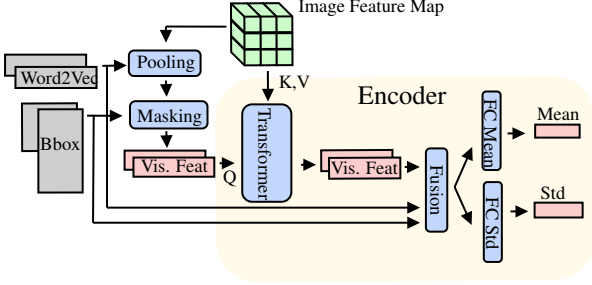 Image Feature Map
Word2Vec
Pooling
K,V
Encoder
Bbox
Masking
Transformer
Vis. Feat
Q
Vis. Feat
Fusion
FC Mean
Mean
FC Std
Std